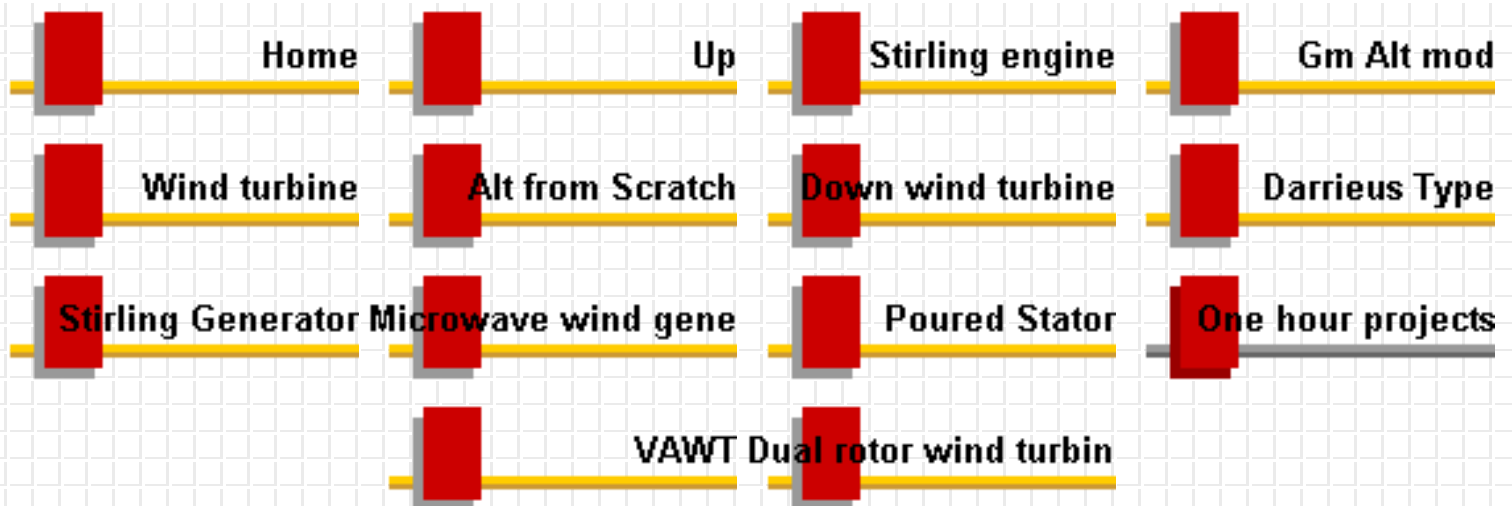 Home
Up
Stirling engine
Gm Alt mod
Wind turbine
Alt from Scratch
Down wind turbine
Darrieus Type
Stirling Generator
Microwave wind gene
Poured Stator
One hour projects
VAWT
Dual rotor wind turbin